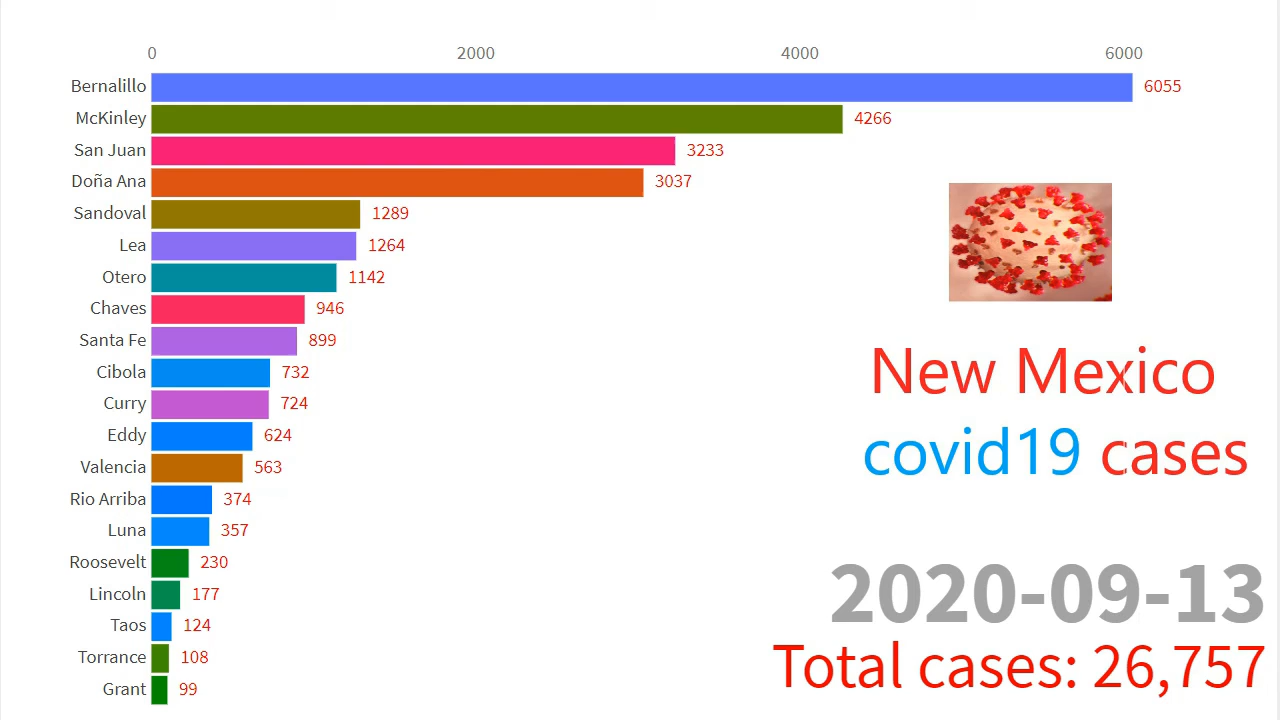 0 2000 4000 6000
Bernalillo 6055
McKinley 4266
San Juan 3233
Doña Ana 3037
Sandoval 1289
Lea 1264
Otero 1142
Chaves 946
Santa Fe 899
Cibola 732
Curry 724
Eddy 624
Valencia 563
Rio Arriba 374
Luna 357
Roosevelt 230
Lincoln 177
Taos 124
Torrance 108
Grant 99
New Mexico
covid19 cases
2020-09-13
Total cases: 26,757